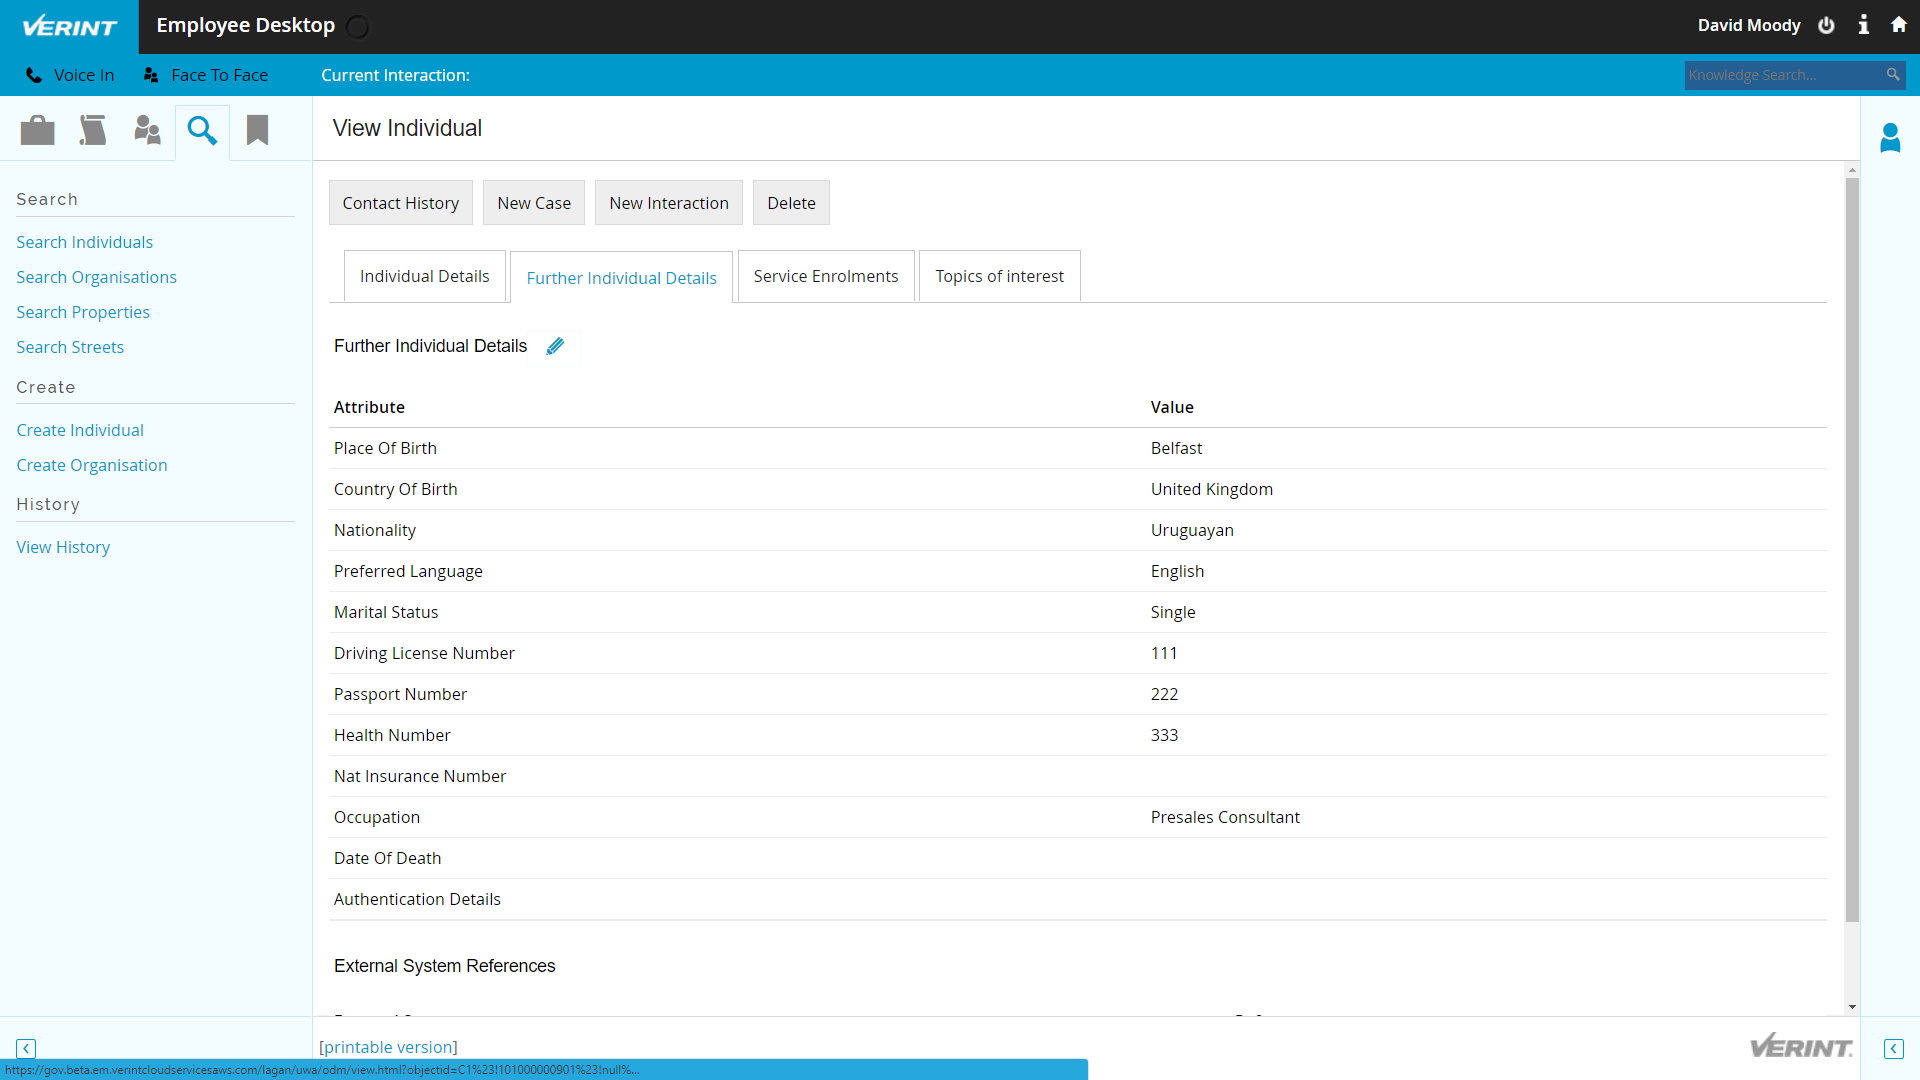 VERINT Employee Desktop David Moody
Voice In Face To Face Current Interaction: Knowledge Search...
View Individual
Search
Search Individuals
Search Organisations
Search Properties
Search Streets
Create
Create Individual
Create Organisation
History
View History
Contact History New Case New Interaction Delete
Individual Details Further Individual Details Service Enrolments Topics of interest
Further Individual Details
Attribute Value
Place Of Birth Belfast
Country Of Birth United Kingdom
Nationality Uruguayan
Preferred Language English
Marital Status Single
Driving License Number 111
Passport Number 222
Health Number 333
Nat Insurance Number
Occupation Presales Consultant
Date Of Death
Authentication Details
External System References
[printable version]
VERINT.
https://gov.beta.em.verintcloudservicesaws.com/lagan/uwa/odm/view.html?objectid=C1%23!101000000901%23!null%...